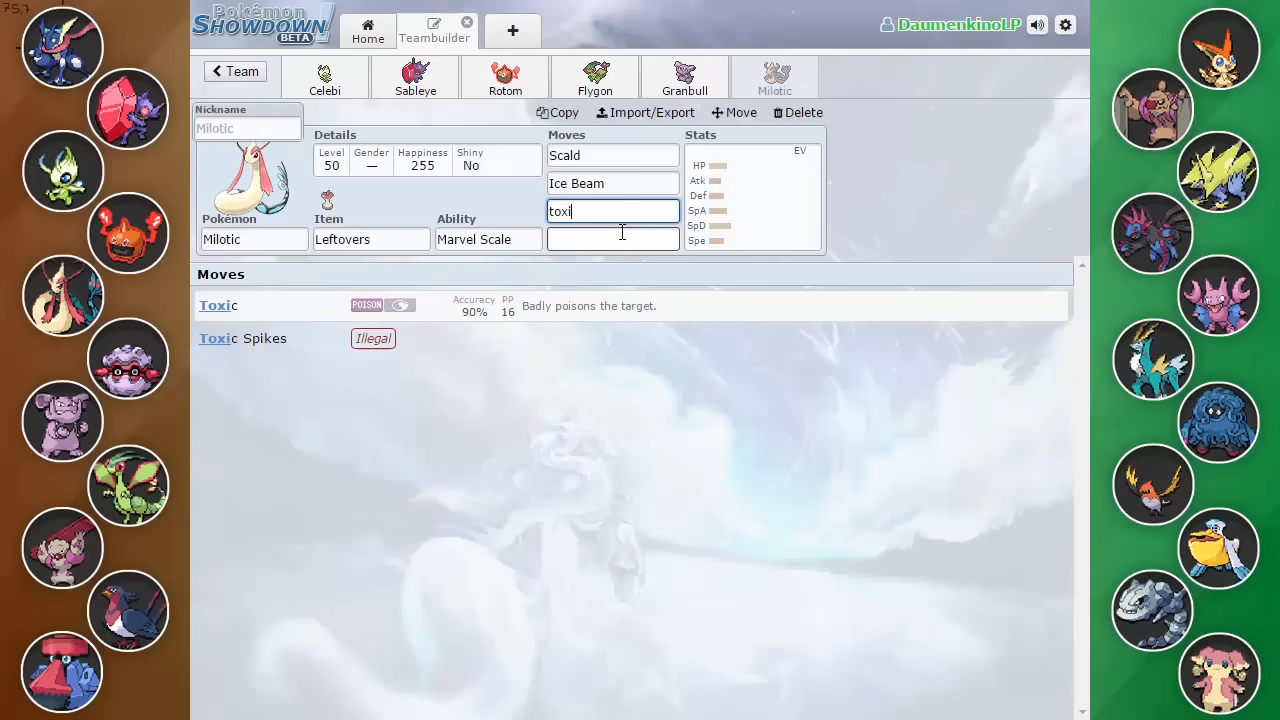 75,7
Pokémon
SHOWDOWN
BETA
Home
Teambuilder
+
DaumenkinoLP
Team
Celebi
Sableye
Rotom
Flygon
Granbull
Milotic
Copy
Import/Export
Move
Delete
Nickname
Milotic
Details
Level
50
Gender
—
Happiness
255
Shiny
No
Pokémon
Milotic
Item
Leftovers
Ability
Marvel Scale
Moves
Scald
Ice Beam
toxi
Stats
EV
HP
Atk
Def
SpA
SpD
Spe
Moves
Toxic POISON Accuracy 90% PP 16 Badly poisons the target.
Toxic Spikes Illegal